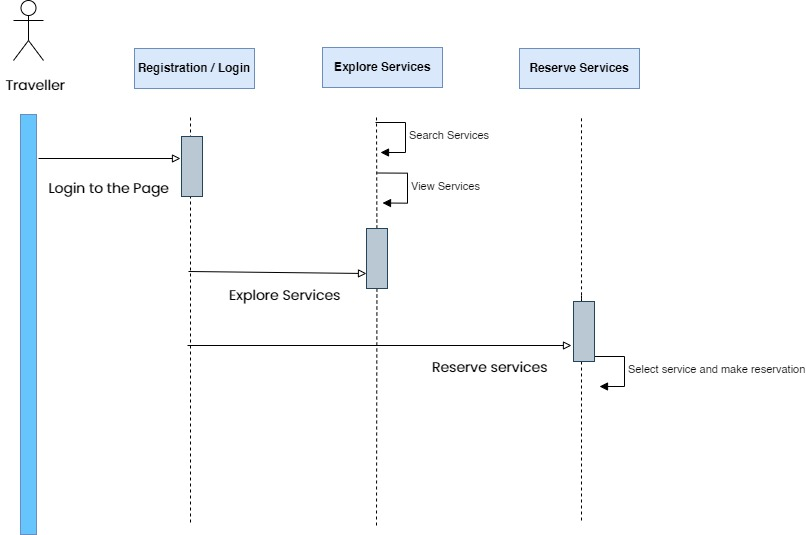 Traveller
Registration / Login
Explore Services
Reserve Services
Search Services
Login to the Page
View Services
Explore Services
Reserve services
Select service and make reservation